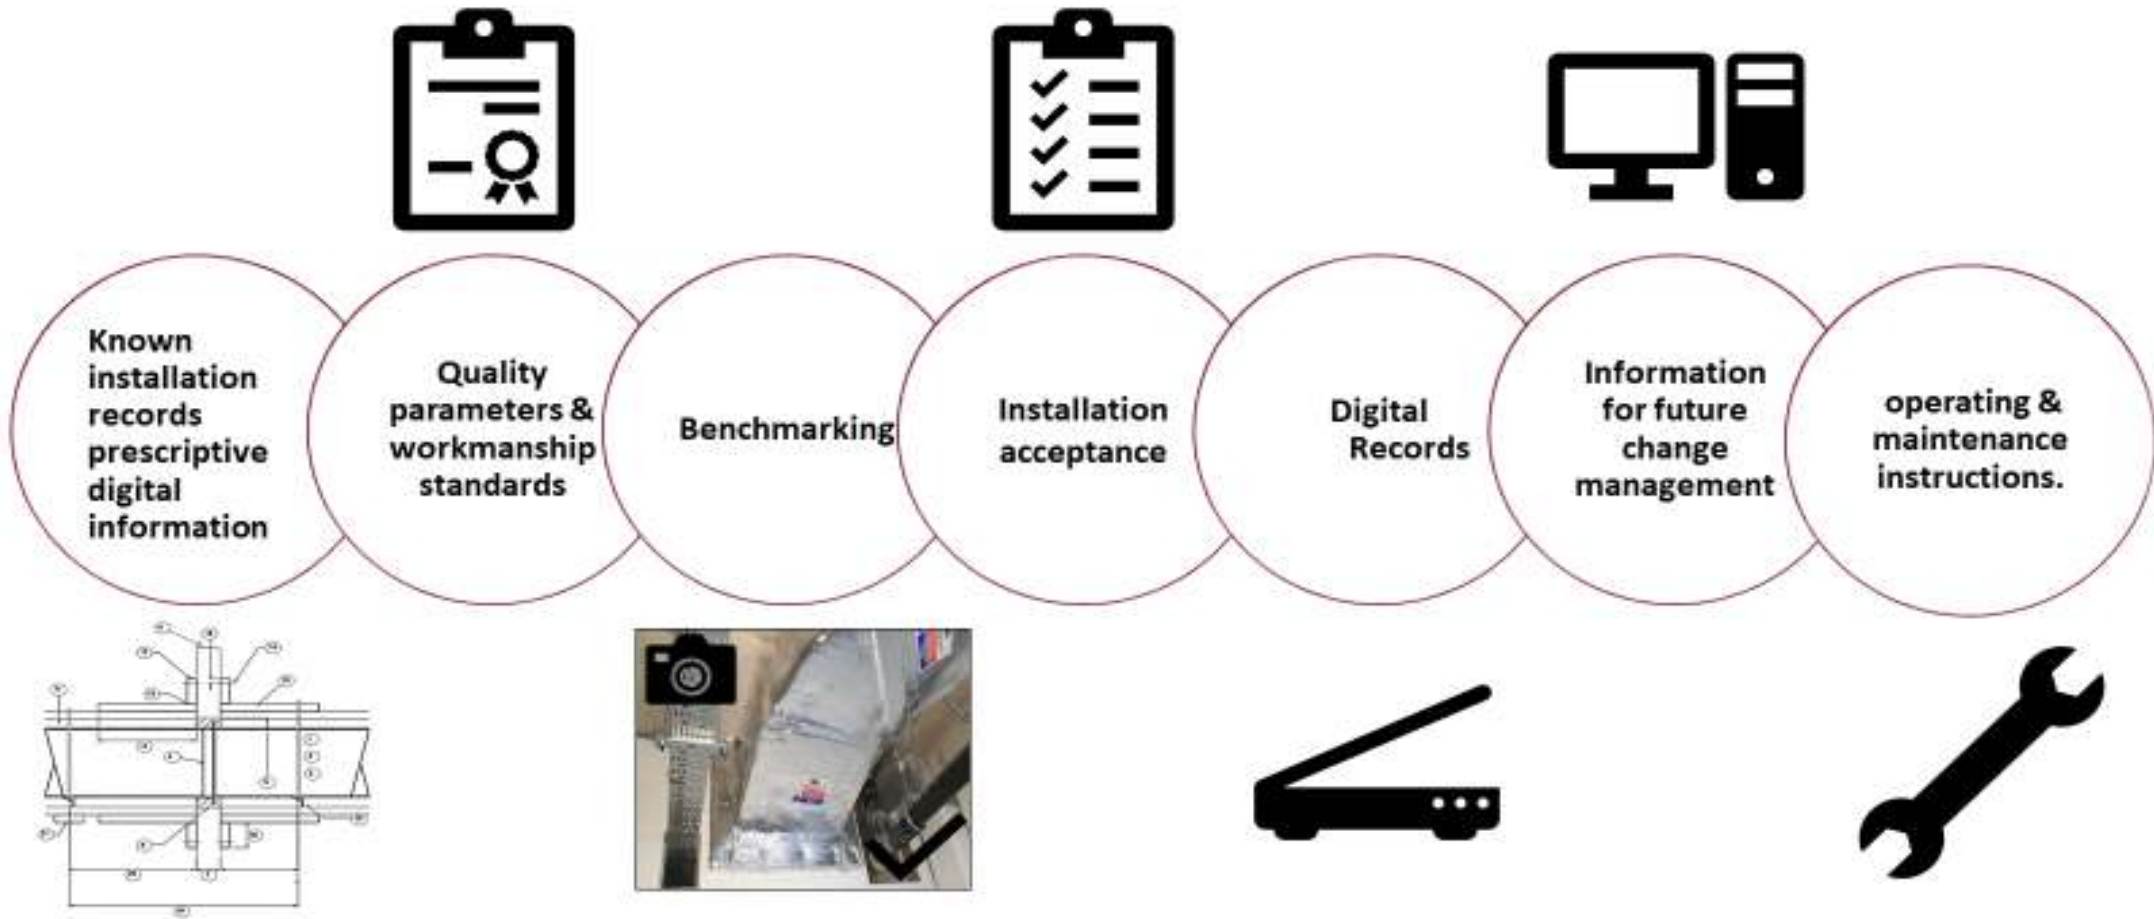 Known
installation
records
prescriptive
digital
information
Quality
parameters &
workmanship
standards
Benchmarking
Installation
acceptance
Digital
Records
Information
for future
change
management
operating &
maintenance
instructions.